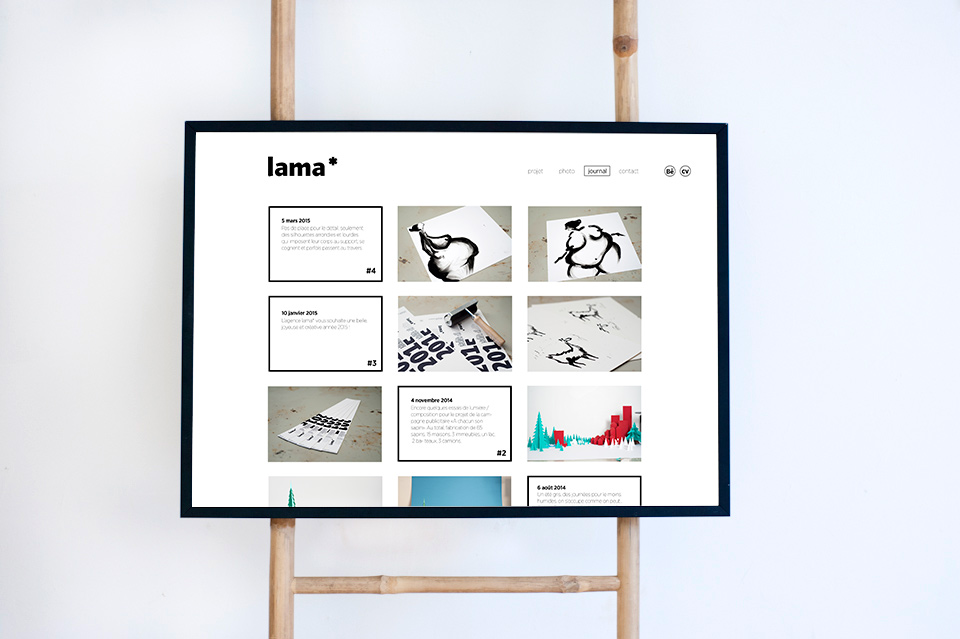 lama*
projet photo journal contact Bē cv
5 mars 2015
Pas de place pour le détail, seulement
des silhouettes arrondies et lourdes
qui imposent leur corps au support, se
cognent et parfois passent au travers.
#4
10 janvier 2015
L'agence lama* vous souhaite une belle,
joyeuse et créative année 2015 !
#3
4 novembre 2014
Encore quelques essais de lumière /
composition pour le projet de la cam-
pagne publicitaire «À chacun son
sapin». Au total, fabrication de 65
sapins, 15 maisons, 3 immeubles, un lac,
2 bateaux, 3 camions.
#2
6 août 2014
Un été gris, des journées pour le moins
humides, on s'occupe comme on peut.